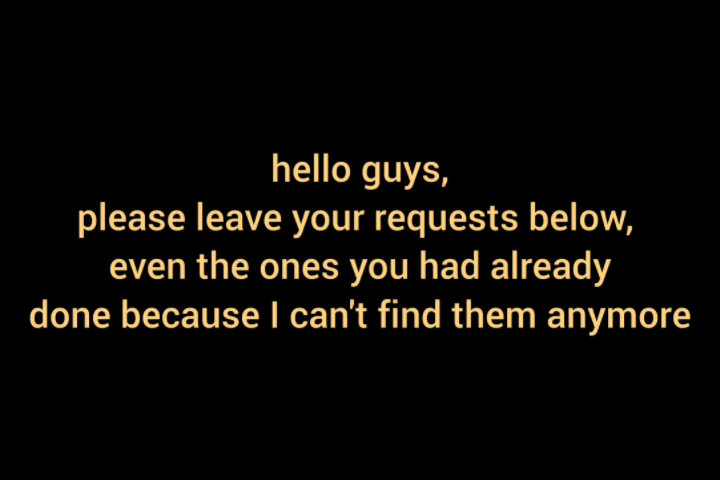 hello guys,
please leave your requests below,
even the ones you had already
done because I can't find them anymore